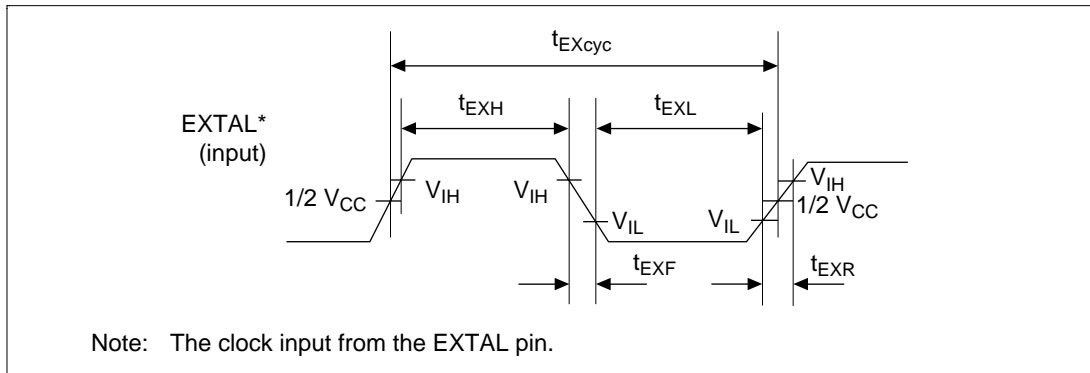 tEXcyc
tEXH
tEXL
EXTAL*
(input)
1/2 VCC
VIH
VIH
VIL
VIL
VIH
1/2 VCC
tEXF
tEXR
Note: The clock input from the EXTAL pin.